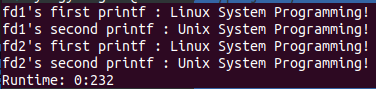 fd1's first printf : Linux System Programming!
fd1's second printf : Unix System Programming!
fd2's first printf : Linux System Programming!
fd2's second printf : Unix System Programming!
Runtime: 0:232